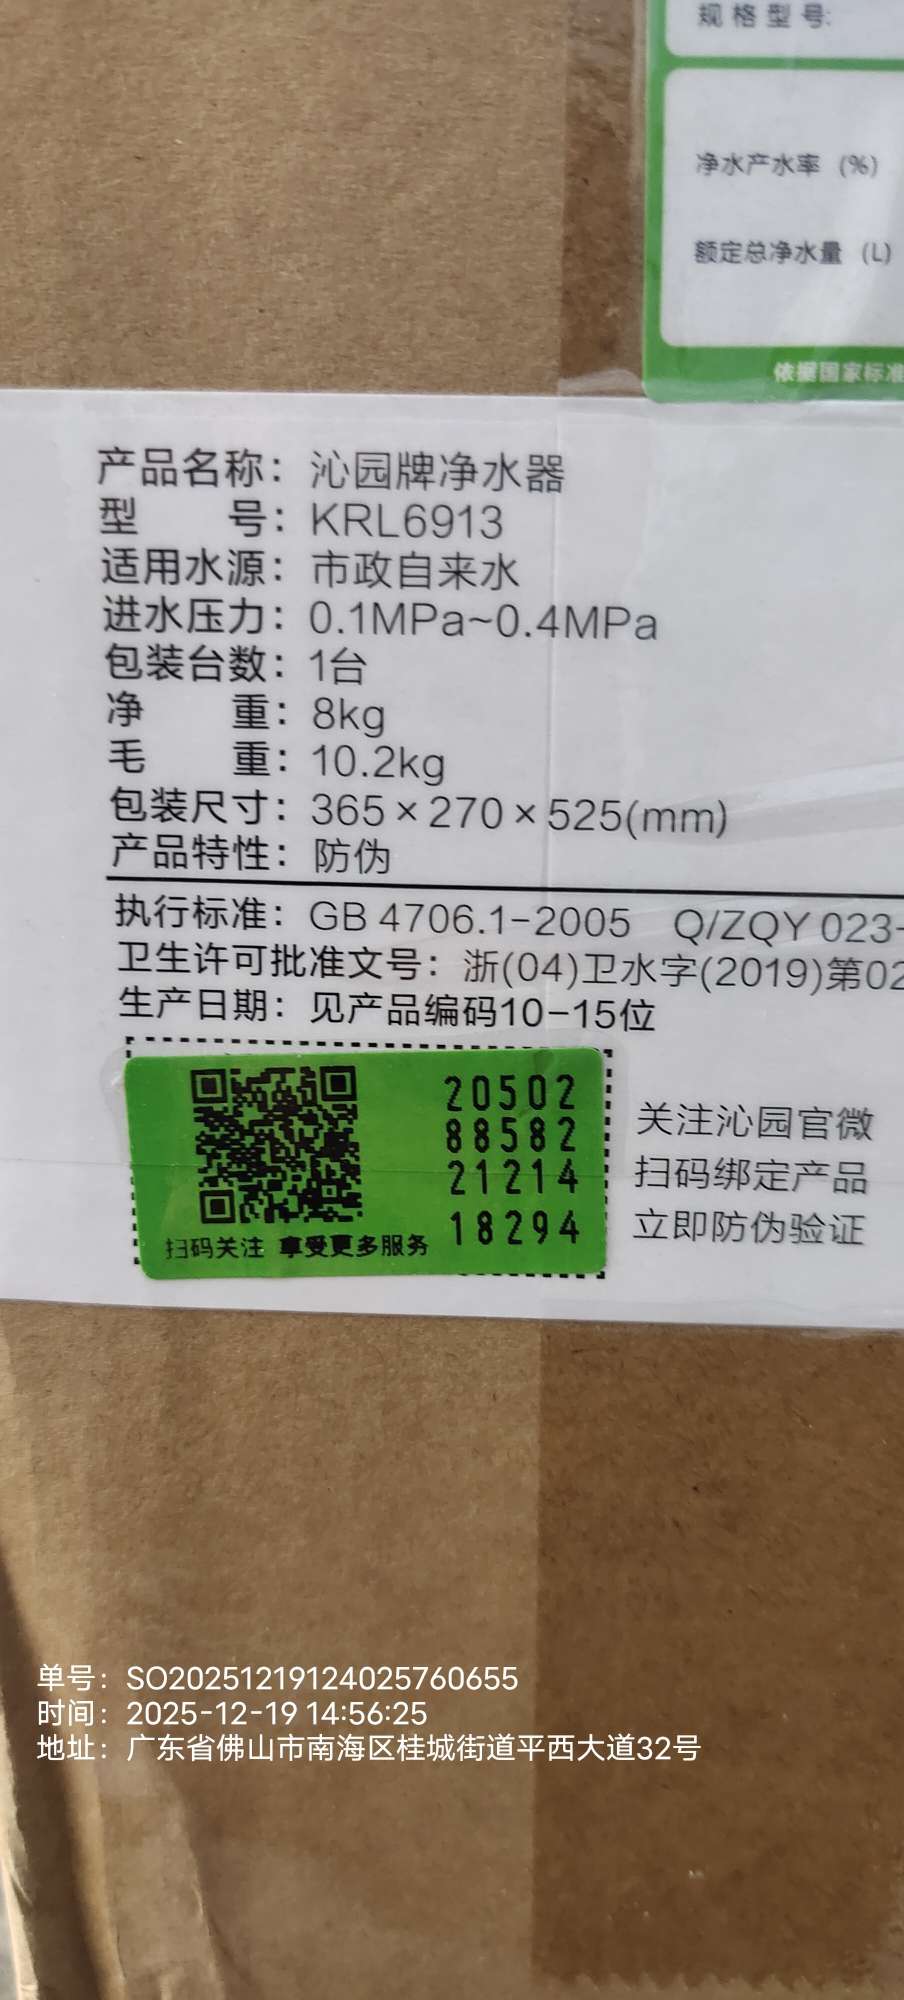 规格型号:
净水产水率 (%)
额定总净水量 (L)
依据国家标准
产品名称：沁园牌净水器
型 号：KRL6913
适用水源：市政自来水
进水压力：0.1MPa~0.4MPa
包装台数：1台
净 重：8kg
毛 重：10.2kg
包装尺寸：365×270×525(mm)
产品特性：防伪
执行标准：GB 4706.1-2005 Q/ZQY 023-
卫生许可批准文号：浙(04)卫水字(2019)第02
生产日期：见产品编码10-15位
20502
88582
21214
18294
扫码关注 享受更多服务
关注沁园官微
扫码绑定产品
立即防伪验证
单号：SO20251219124025760655
时间：2025-12-19 14:56:25
地址：广东省佛山市南海区桂城街道平西大道32号